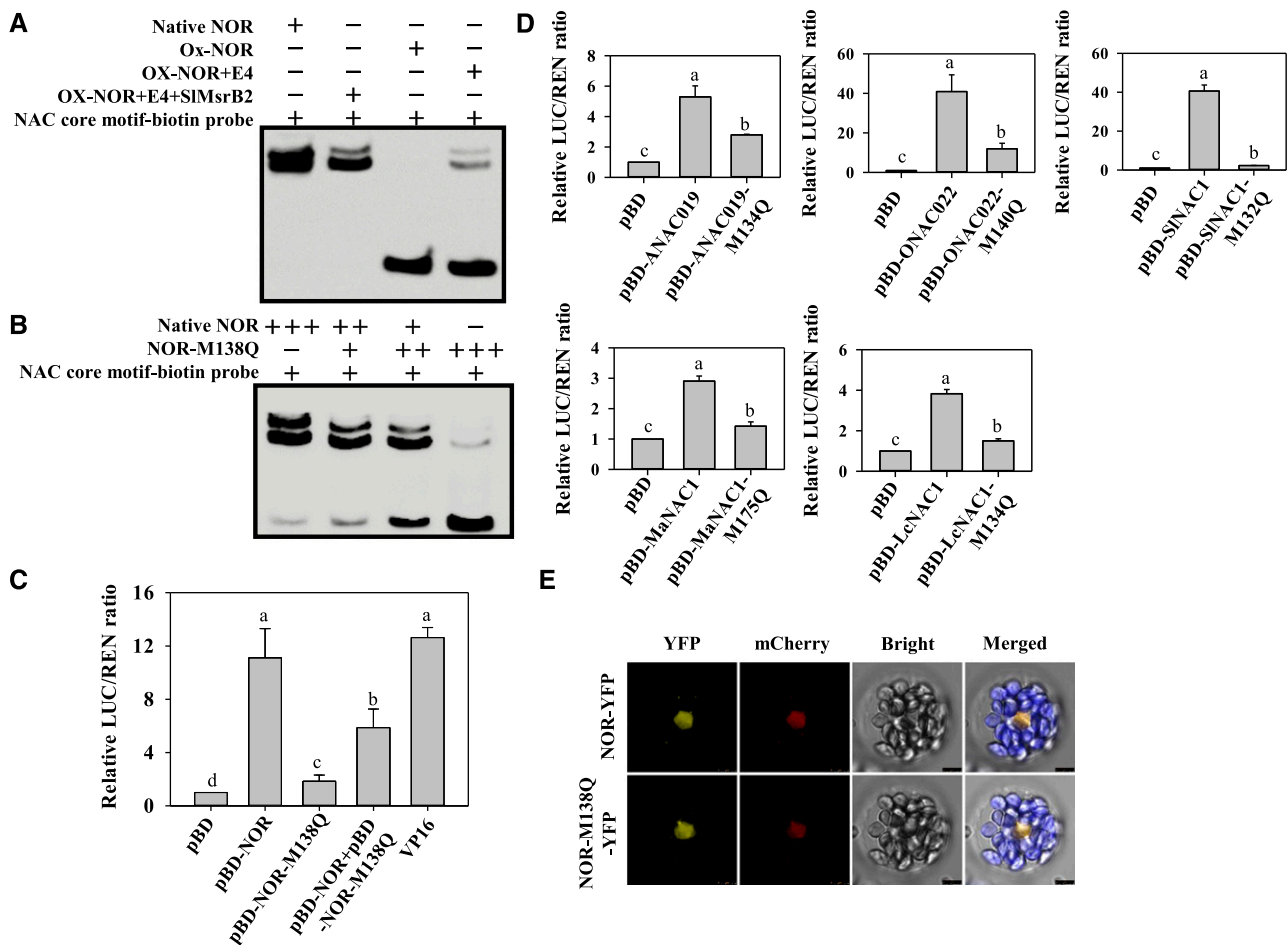 A
Native NOR + − − −
Ox-NOR − − + −
OX-NOR+E4 − − − +
OX-NOR+E4+SlMsrB2 − + − −
NAC core motif-biotin probe + + + +
B
Native NOR +++ ++ + −
NOR-M138Q − + ++ +++
NAC core motif-biotin probe + + + +
C
Relative LUC/REN ratio
16
12
8
4
0
d
a
c
b
a
pBD
pBD-NOR
pBD-NOR-M138Q
pBD-NOR+pBD
-NOR-M138Q
VP16
D
Relative LUC/REN ratio
8
6
4
2
0
c
a
b
pBD
pBD-ANAC019
pBD-ANAC019-
M134Q
Relative LUC/REN ratio
60
40
20
0
c
a
b
pBD
pBD-ONAC022
pBD-ONAC022-
M140Q
Relative LUC/REN ratio
60
40
20
0
c
a
b
pBD
pBD-SlNAC1
pBD-SlNAC1-
M132Q
Relative LUC/REN ratio
4
3
2
1
0
c
a
b
pBD
pBD-MaNAC1
pBD-MaNAC1-
M175Q
Relative LUC/REN ratio
6
4
2
0
c
a
b
pBD
pBD-LcNAC1
pBD-LcNAC1-
M134Q
E
YFP mCherry Bright Merged
NOR-YFP
NOR-M138Q
-YFP